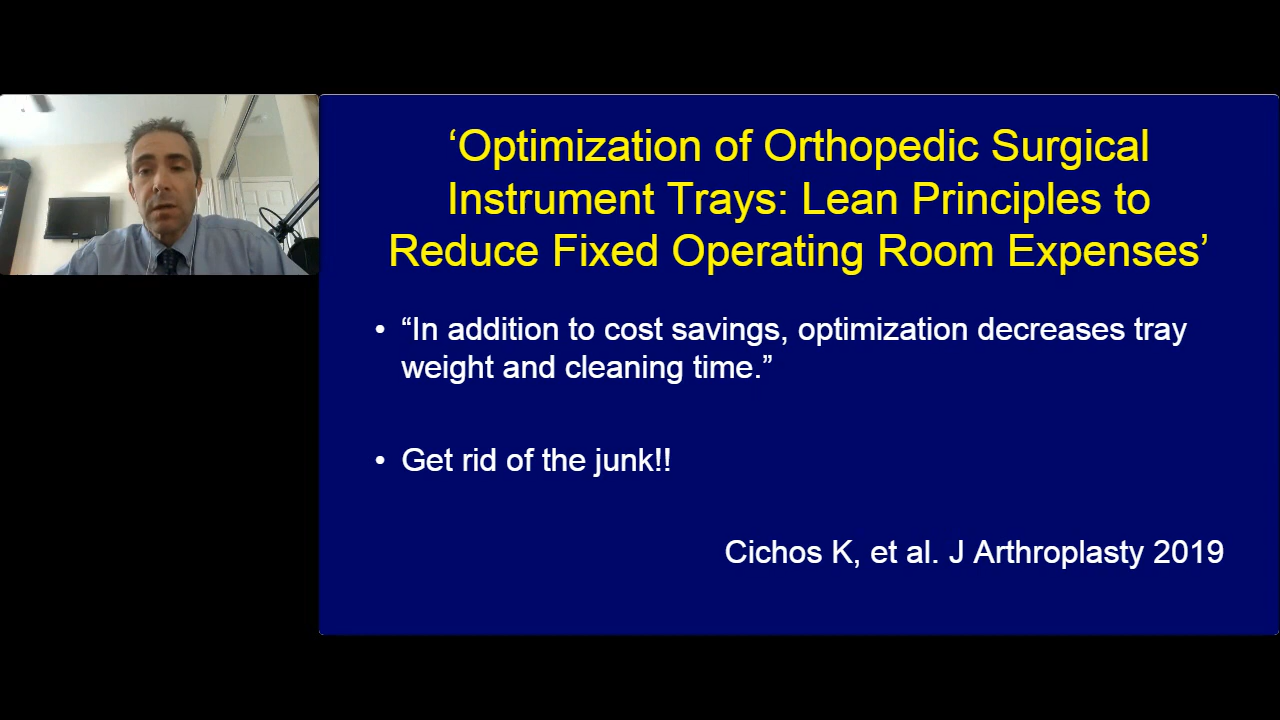 ‘Optimization of Orthopedic Surgical
Instrument Trays: Lean Principles to
Reduce Fixed Operating Room Expenses’
• “In addition to cost savings, optimization decreases tray
weight and cleaning time.”
• Get rid of the junk!!
Cichos K, et al. J Arthroplasty 2019